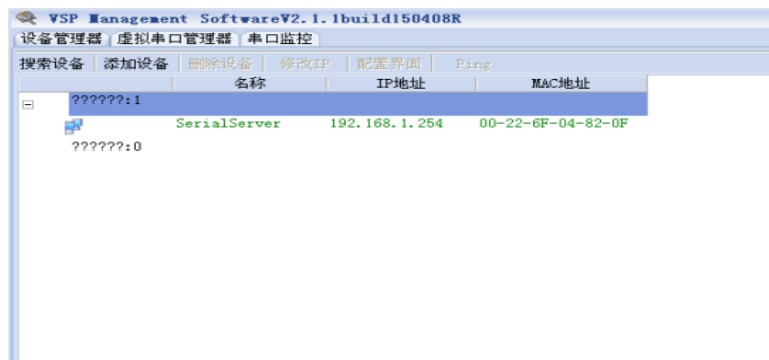 VSP Management SoftwareV2.1.1build150408R
设备管理器 虚拟串口管理器 串口监控
搜索设备 添加设备 删除设备 修改IP 配置界面 Ping
名称 IP地址 MAC地址
??????:1
SerialServer 192.168.1.254 00-22-6F-04-82-0F
??????:0